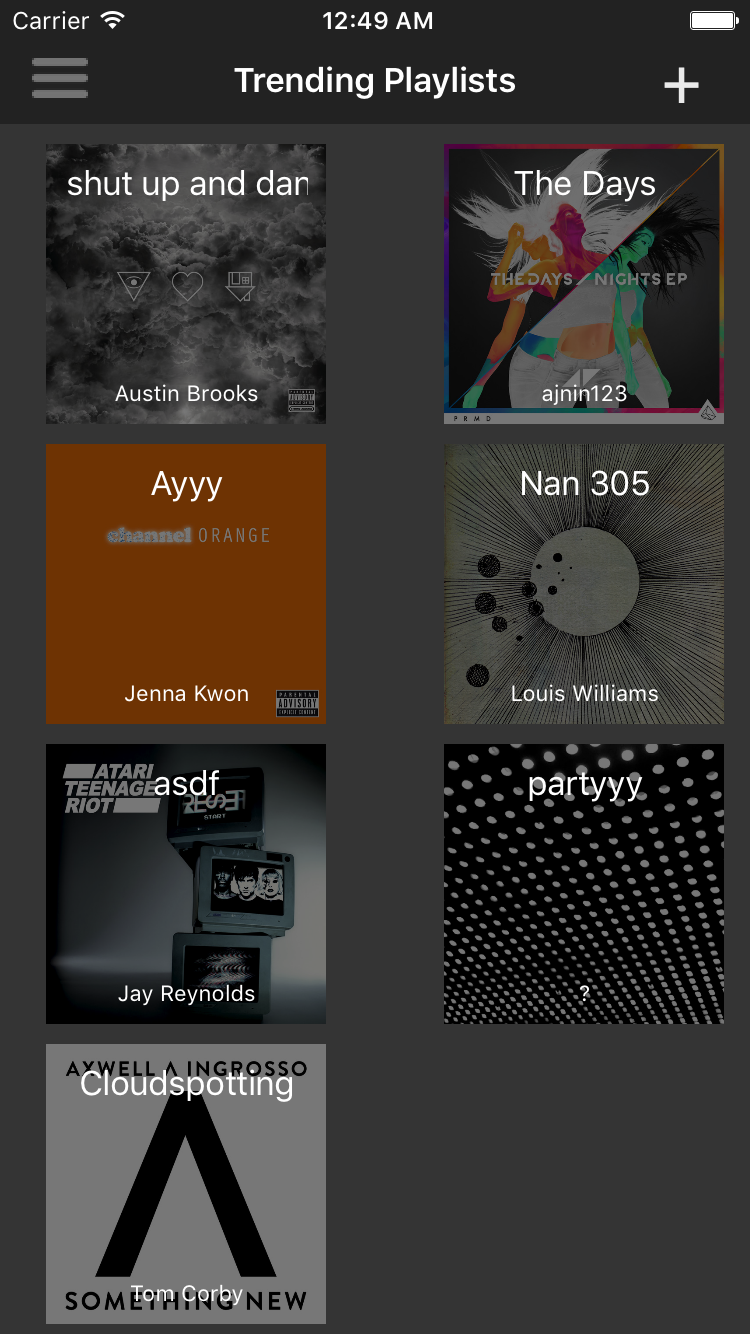 Carrier 12:49 AM
Trending Playlists +
shut up and dan
Austin Brooks
The Days
THE DAYS / NIGHTS EP
ajnin123
PRMD
Ayyy
channel ORANGE
Jenna Kwon
PARENTAL
ADVISORY
EXPLICIT CONTENT
Nan 305
Louis Williams
ATARI
TEENAGE
RIOT
asdf
RESET
START
Jay Reynolds
partyyy
?
AXWELL Λ INGROSSO
Cloudspotting
Tom Corby
SOMETHING NEW